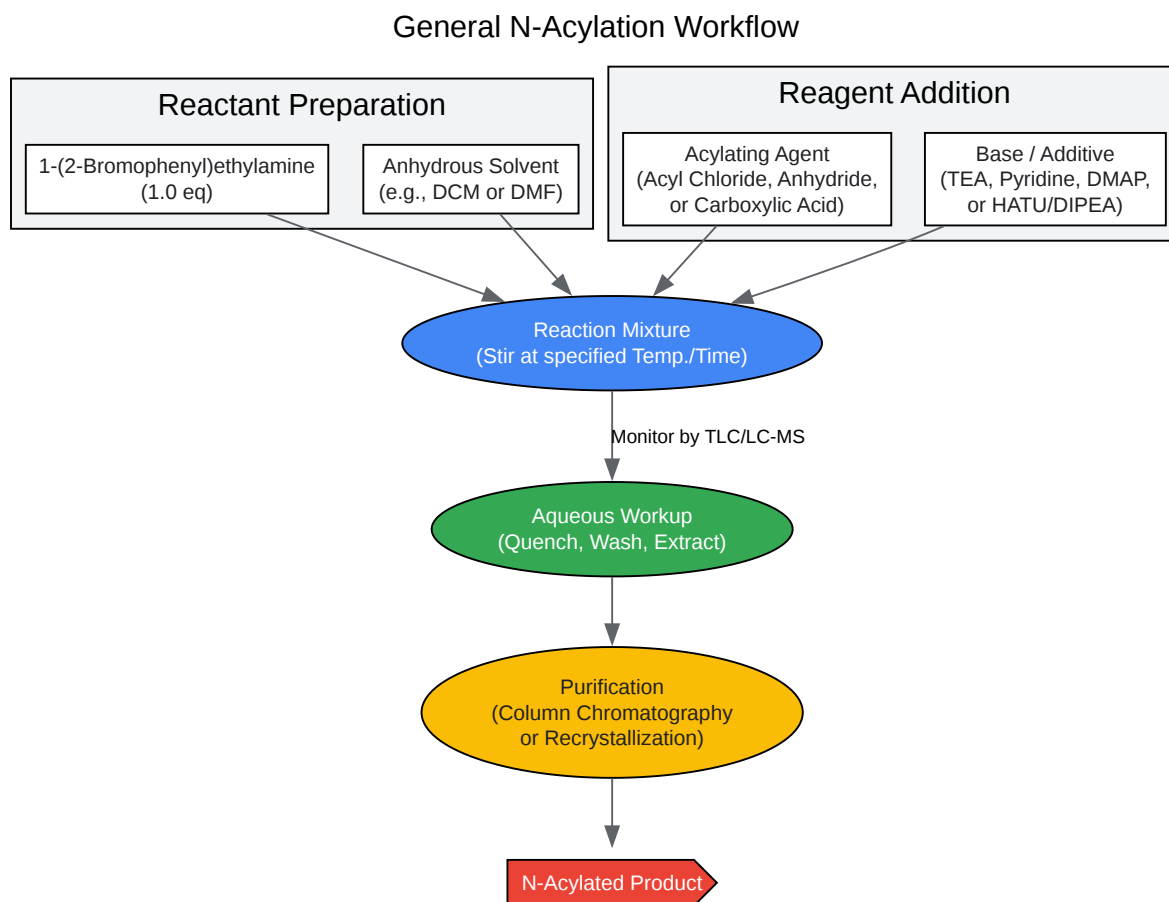 General N-Acylation Workflow
Reactant Preparation
1-(2-Bromophenyl)ethylamine
(1.0 eq)
Anhydrous Solvent
(e.g., DCM or DMF)
Reagent Addition
Acylating Agent
(Acyl Chloride, Anhydride,
or Carboxylic Acid)
Base / Additive
(TEA, Pyridine, DMAP,
or HATU/DIPEA)
Reaction Mixture
(Stir at specified Temp./Time)
Monitor by TLC/LC-MS
Aqueous Workup
(Quench, Wash, Extract)
Purification
(Column Chromatography
or Recrystallization)
N-Acylated Product